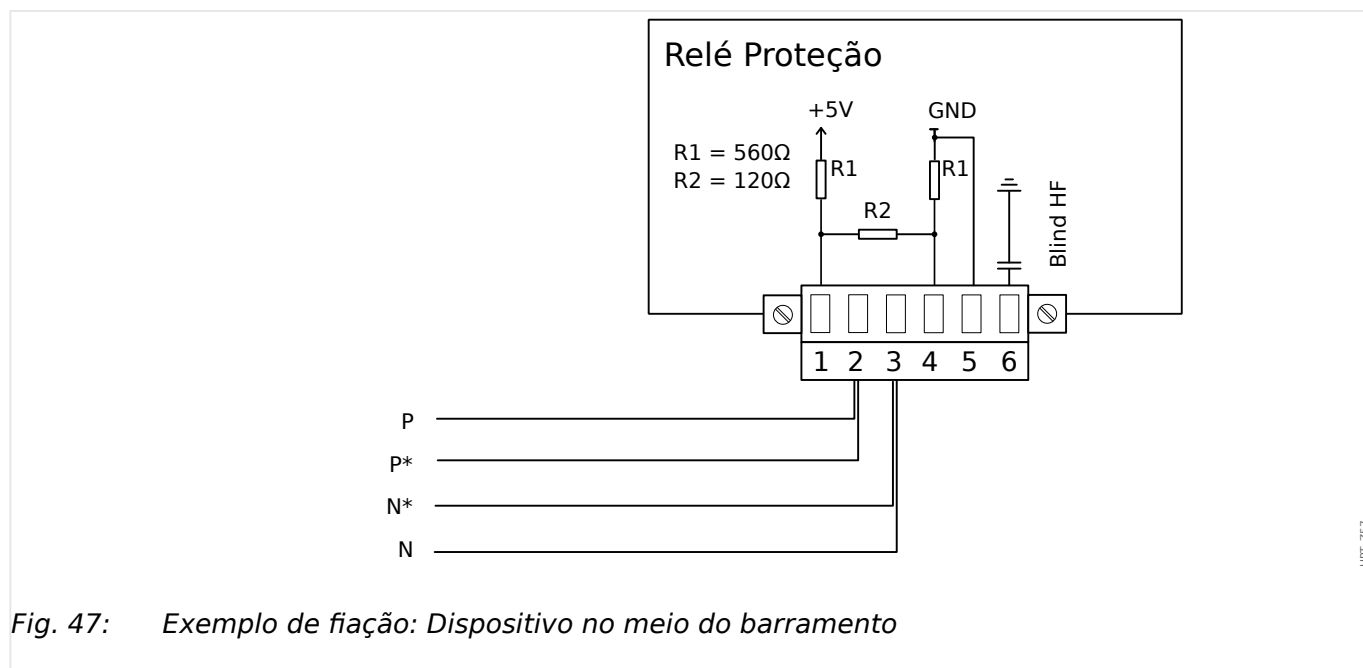 Relé Proteção
+5V
GND
R1 = 560Ω
R2 = 120Ω
R1
R1
R2
Blind HF
1 2 3 4 5 6
P
P*
N*
N
Fig. 47: Exemplo de fiação: Dispositivo no meio do barramento